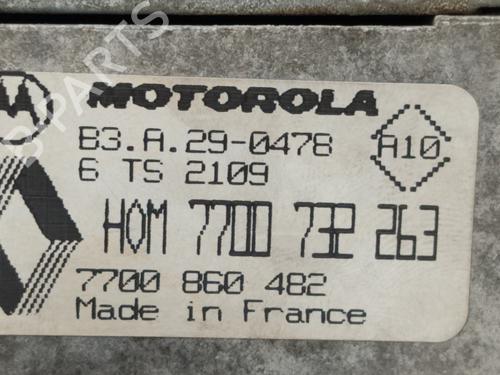 MOTOROLA
B3.A.29-0478
A10
6 TS 2109
HOM 7700 732 263
7700 860 482
Made in France